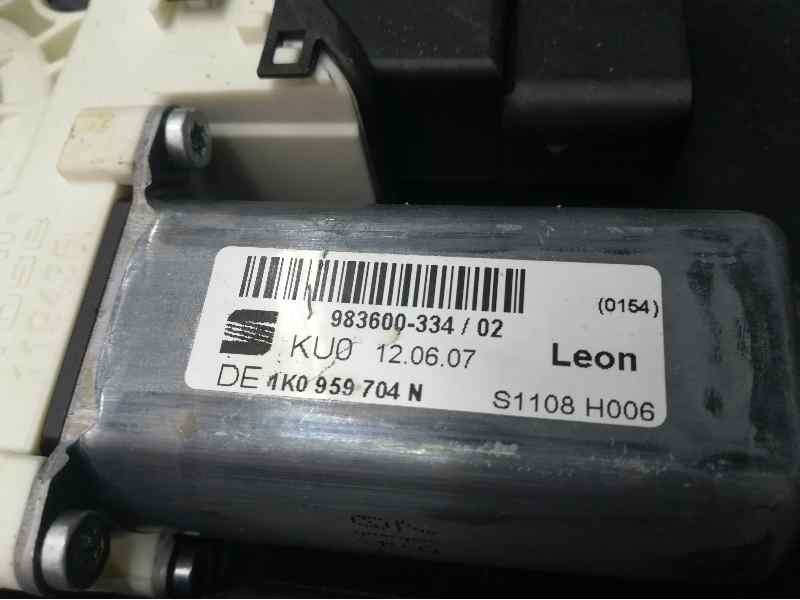 (0154)
983600-334 / 02
KU0 12.06.07 Leon
DE 1K0 959 704 N
S1108 H006